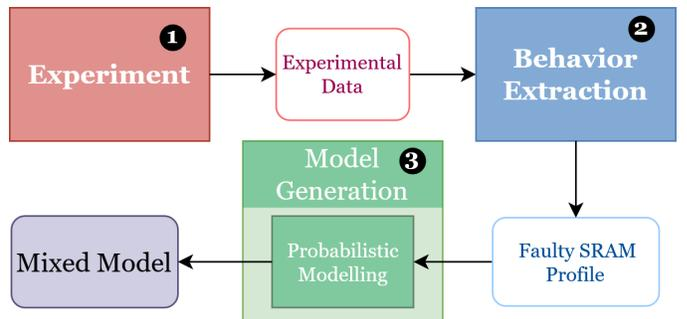 1
Experiment
Experimental
Data
2
Behavior
Extraction
Faulty SRAM
Profile
3
Model
Generation
Probabilistic
Modelling
Mixed Model